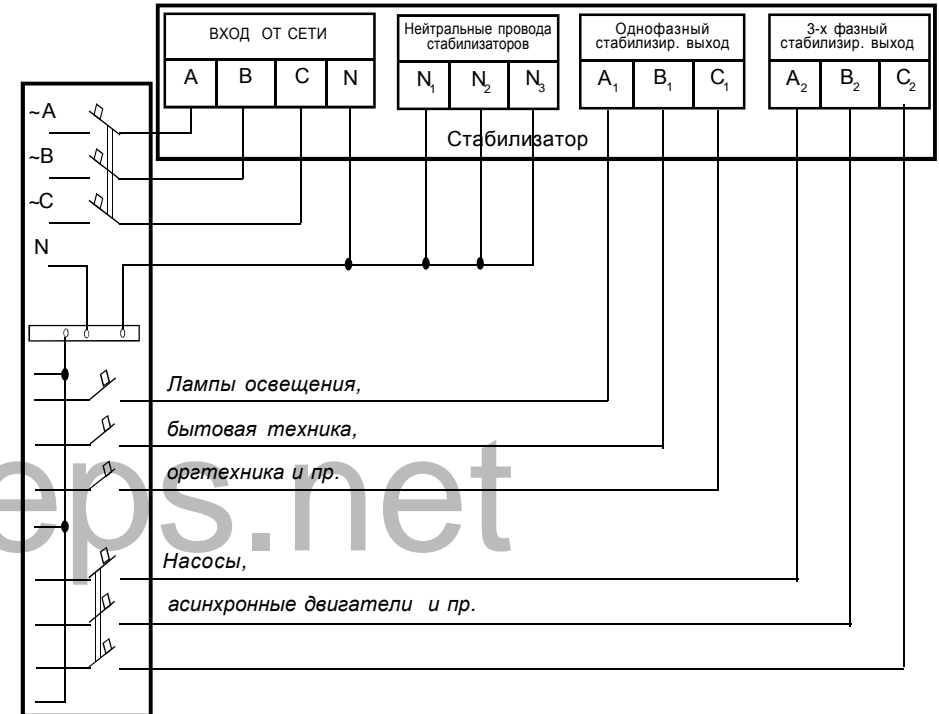 ВХОД ОТ СЕТИ
A B C N
Нейтральные провода
стабилизаторов
N1 N2 N3
Однофазный
стабилизир. выход
A1 B1 C1
3-х фазный
стабилизир. выход
A2 B2 C2
Стабилизатор
~A
~B
~C
N
Лампы освещения,
бытовая техника,
оргтехника и пр.
eps.net
Насосы,
асинхронные двигатели и пр.